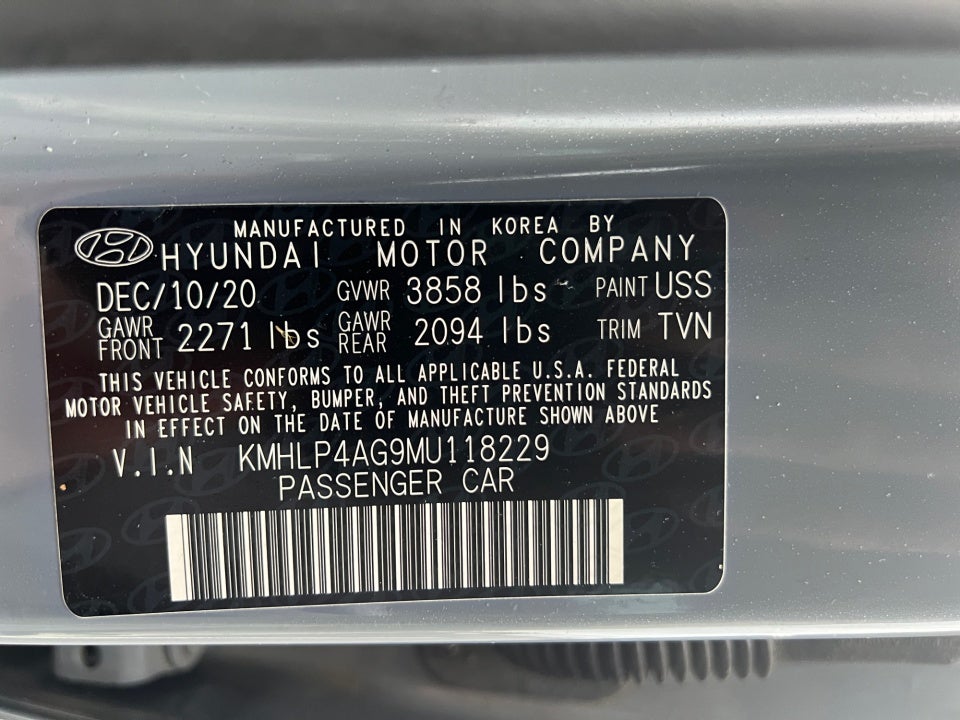 MANUFACTURED IN KOREA BY
HYUNDAI MOTOR COMPANY
DEC/10/20 GVWR 3858 lbs PAINT USS
GAWR FRONT 2271 lbs GAWR REAR 2094 lbs TRIM TVN
THIS VEHICLE CONFORMS TO ALL APPLICABLE U.S.A. FEDERAL
MOTOR VEHICLE SAFETY, BUMPER, AND THEFT PREVENTION STANDARDS
IN EFFECT ON THE DATE OF MANUFACTURE SHOWN ABOVE
V.I.N KMHLP4AG9MU118229
PASSENGER CAR